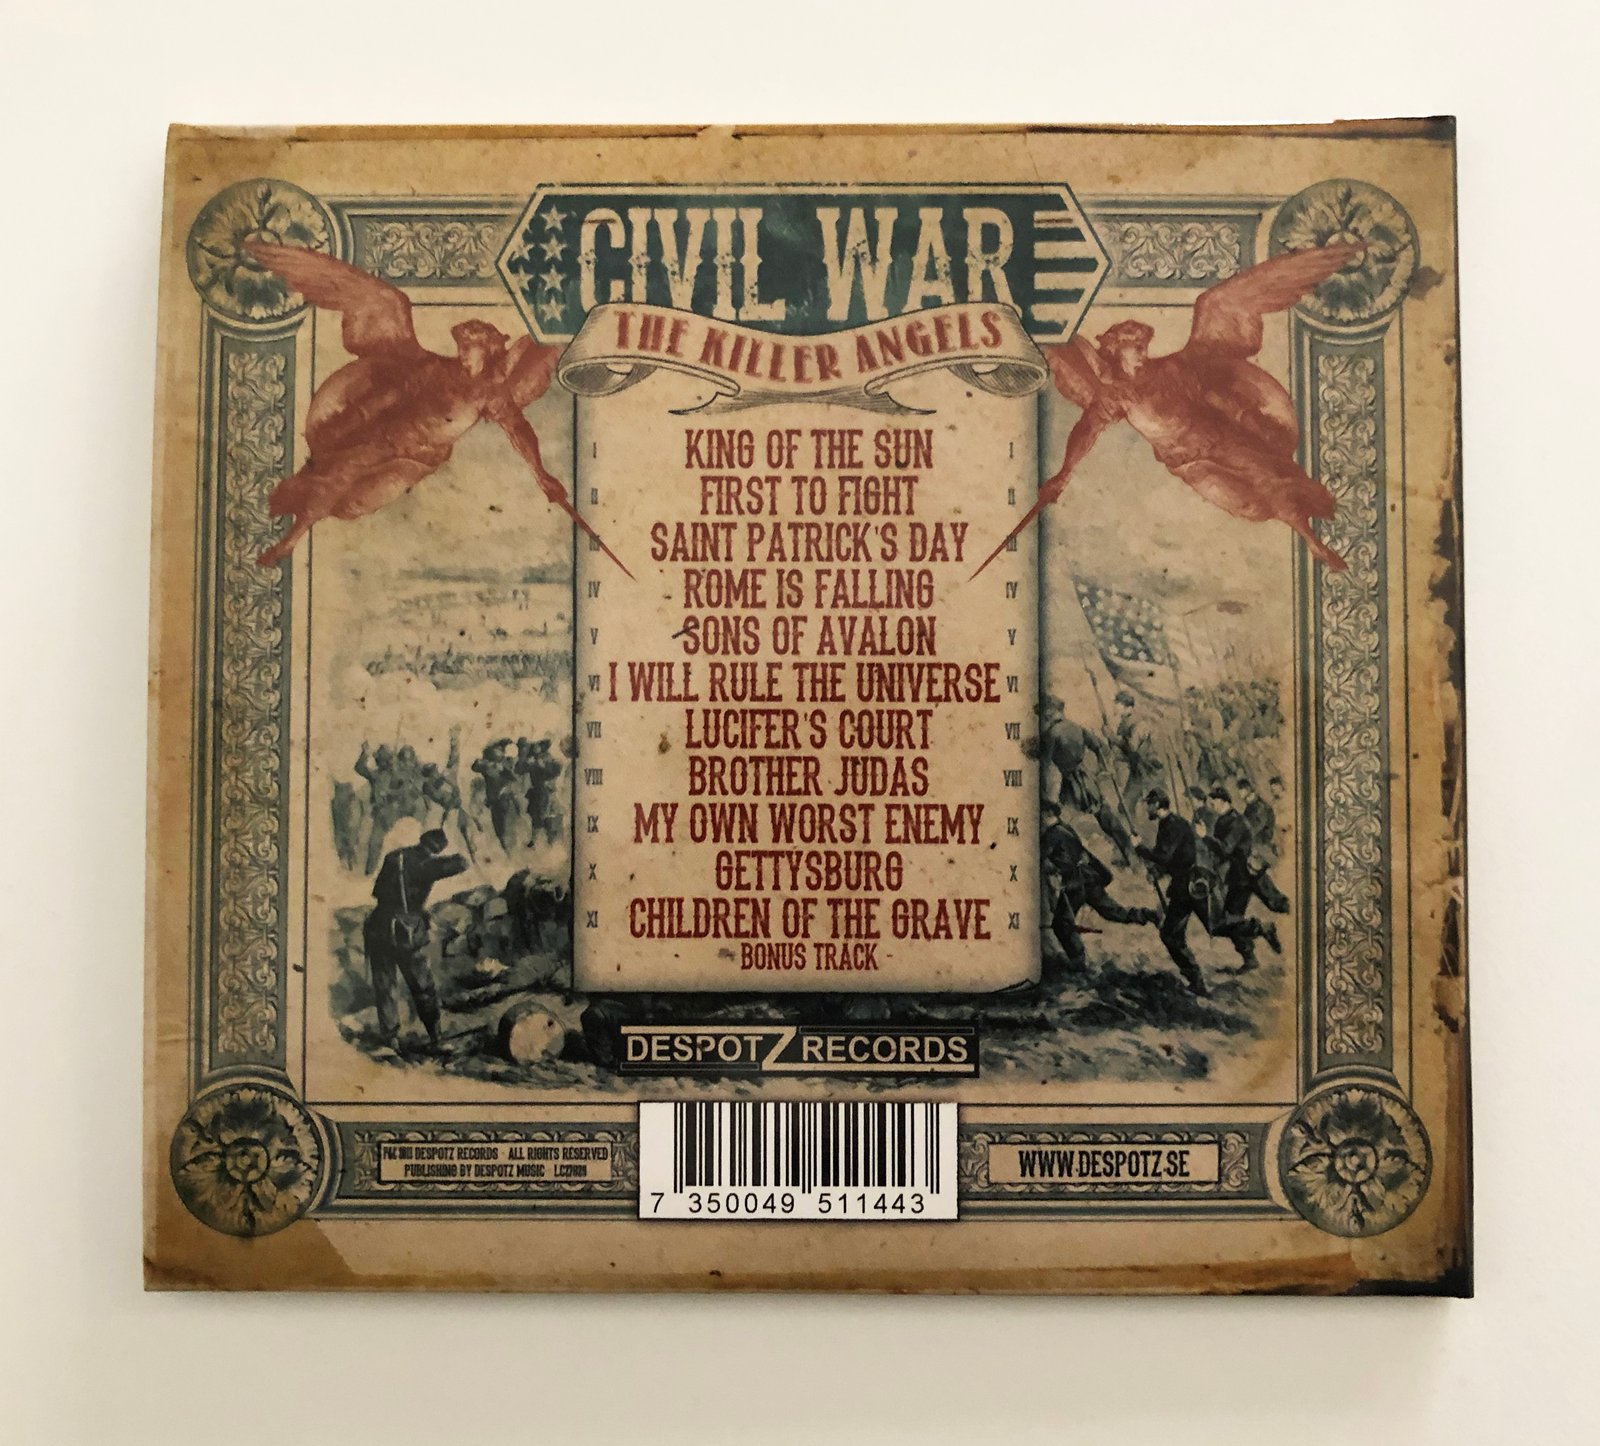 CIVIL WAR
THE KILLER ANGELS
I KING OF THE SUN I
II FIRST TO FIGHT II
III SAINT PATRICK'S DAY III
IV ROME IS FALLING IV
V SONS OF AVALON V
VI I WILL RULE THE UNIVERSE VI
VII LUCIFER'S COURT VII
VIII BROTHER JUDAS VIII
IX MY OWN WORST ENEMY IX
X GETTYSBURG X
XI CHILDREN OF THE GRAVE XI
- BONUS TRACK -
DESPOTZ RECORDS
DESPOTZ RECORDS · ALL RIGHTS RESERVED
PUBLISHING BY DESPOTZ MUSIC
7 350049 511443
WWW.DESPOTZ.SE